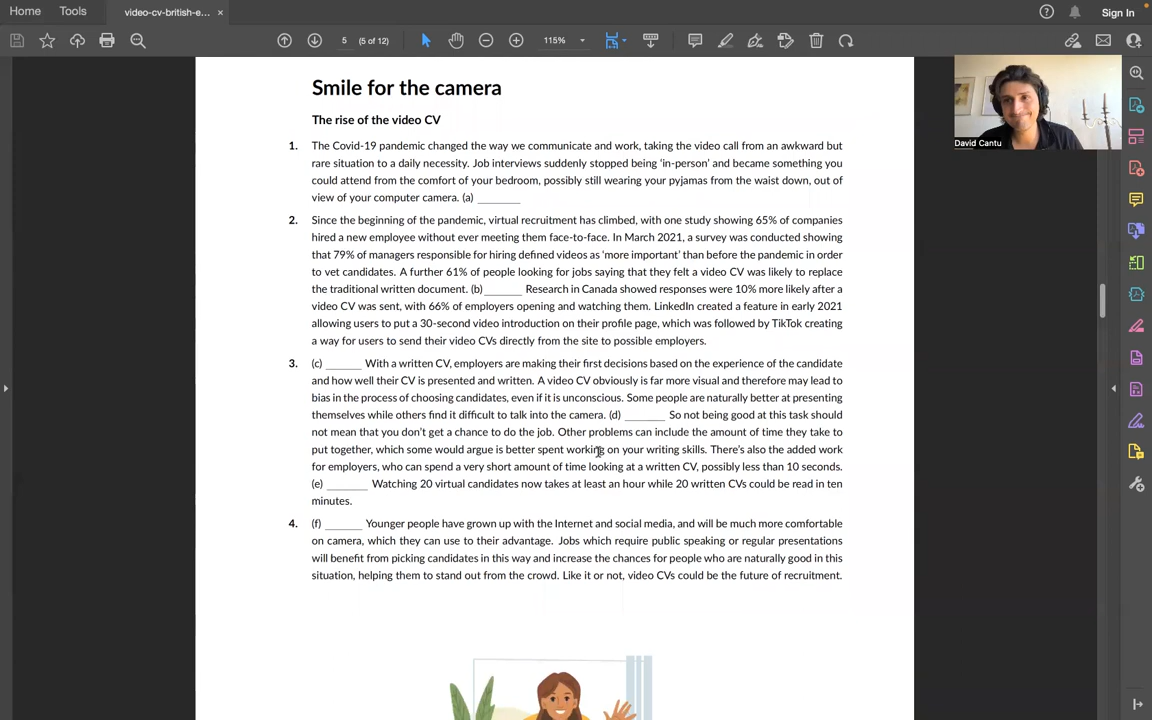 Home
Tools
video-cv-british-e...
Sign In
5
(5 of 12)
115%
David Cantu
Smile for the camera
The rise of the video CV
1. The Covid-19 pandemic changed the way we communicate and work, taking the video call from an awkward but
rare situation to a daily necessity. Job interviews suddenly stopped being ‘in-person’ and became something you
could attend from the comfort of your bedroom, possibly still wearing your pyjamas from the waist down, out of
view of your computer camera. (a) ________
2. Since the beginning of the pandemic, virtual recruitment has climbed, with one study showing 65% of companies
hired a new employee without ever meeting them face-to-face. In March 2021, a survey was conducted showing
that 79% of managers responsible for hiring defined videos as ‘more important’ than before the pandemic in order
to vet candidates. A further 61% of people looking for jobs saying that they felt a video CV was likely to replace
the traditional written document. (b)_______ Research in Canada showed responses were 10% more likely after a
video CV was sent, with 66% of employers opening and watching them. LinkedIn created a feature in early 2021
allowing users to put a 30-second video introduction on their profile page, which was followed by TikTok creating
a way for users to send their video CVs directly from the site to possible employers.
3. (c) _______ With a written CV, employers are making their first decisions based on the experience of the candidate
and how well their CV is presented and written. A video CV obviously is far more visual and therefore may lead to
bias in the process of choosing candidates, even if it is unconscious. Some people are naturally better at presenting
themselves while others find it difficult to talk into the camera. (d) ________ So not being good at this task should
not mean that you don’t get a chance to do the job. Other problems can include the amount of time they take to
put together, which some would argue is better spent working on your writing skills. There’s also the added work
for employers, who can spend a very short amount of time looking at a written CV, possibly less than 10 seconds.
(e) ________ Watching 20 virtual candidates now takes at least an hour while 20 written CVs could be read in ten
minutes.
4. (f) _______ Younger people have grown up with the Internet and social media, and will be much more comfortable
on camera, which they can use to their advantage. Jobs which require public speaking or regular presentations
will benefit from picking candidates in this way and increase the chances for people who are naturally good in this
situation, helping them to stand out from the crowd. Like it or not, video CVs could be the future of recruitment.